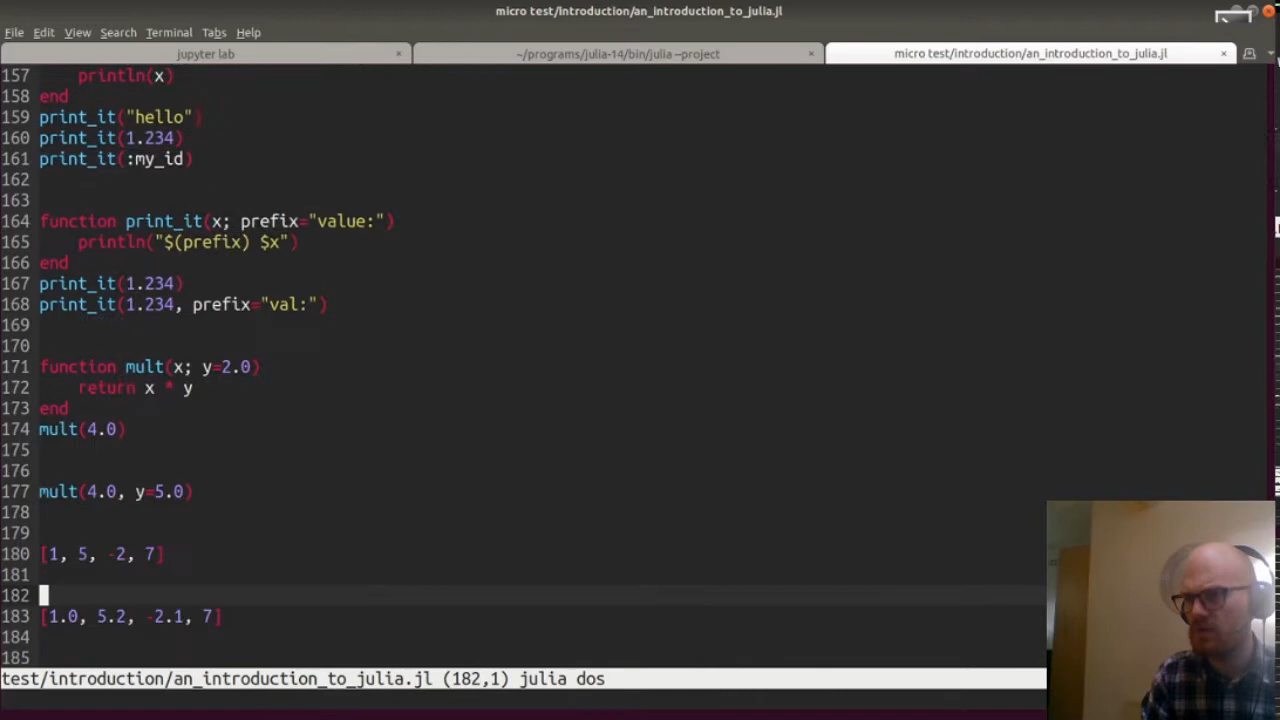 micro test/introduction/an_introduction_to_julia.jl
File Edit View Search Terminal Tabs Help
jupyter lab × ~/programs/julia-14/bin/julia --project × micro test/introduction/an_introduction_to_julia.jl ×
157     println(x)
158 end
159 print_it("hello")
160 print_it(1.234)
161 print_it(:my_id)
162
163
164 function print_it(x; prefix="value:")
165     println("$(prefix) $x")
166 end
167 print_it(1.234)
168 print_it(1.234, prefix="val:")
169
170
171 function mult(x; y=2.0)
172     return x * y
173 end
174 mult(4.0)
175
176
177 mult(4.0, y=5.0)
178
179
180 [1, 5, -2, 7]
181
182
183 [1.0, 5.2, -2.1, 7]
184
185
test/introduction/an_introduction_to_julia.jl (182,1) julia dos